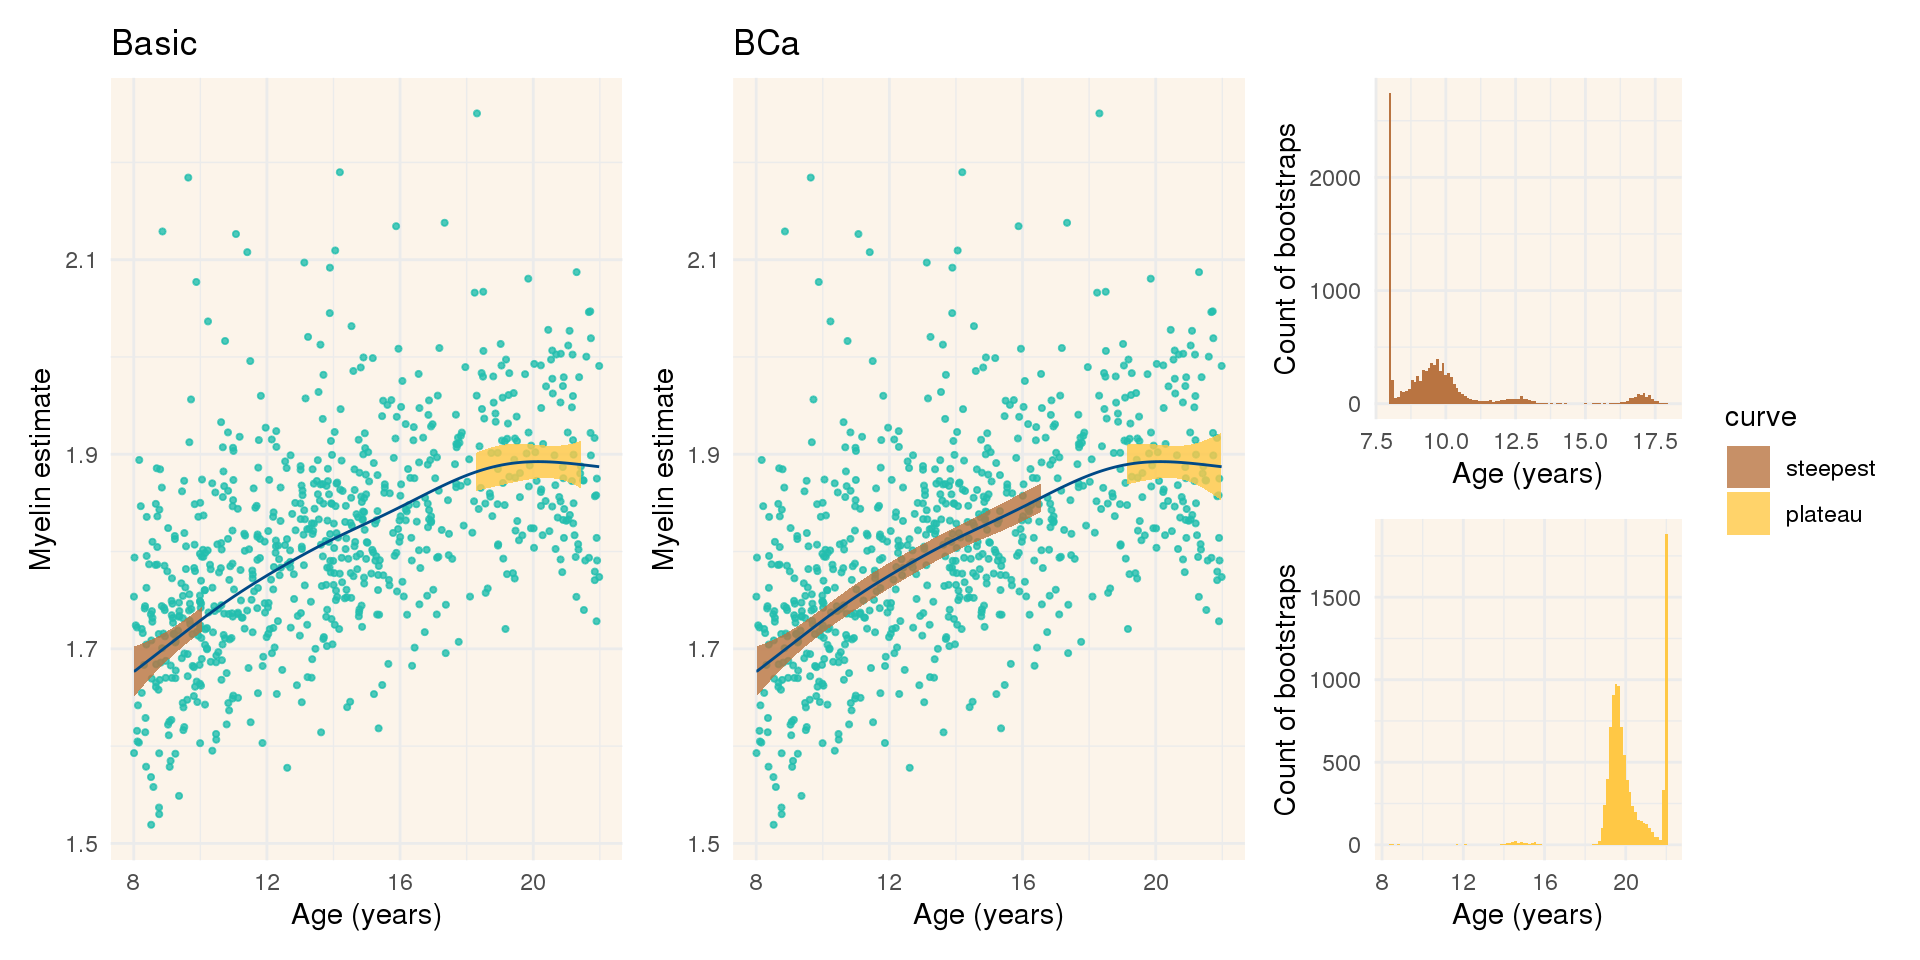 Basic
Myelin estimate
2.1
1.9
1.7
1.5
8 12 16 20
Age (years)
BCa
Myelin estimate
2.1
1.9
1.7
1.5
8 12 16 20
Age (years)
Count of bootstraps
2000
1000
0
7.5 10.0 12.5 15.0 17.5
Age (years)
Count of bootstraps
1500
1000
500
0
8 12 16 20
Age (years)
curve
steepest
plateau